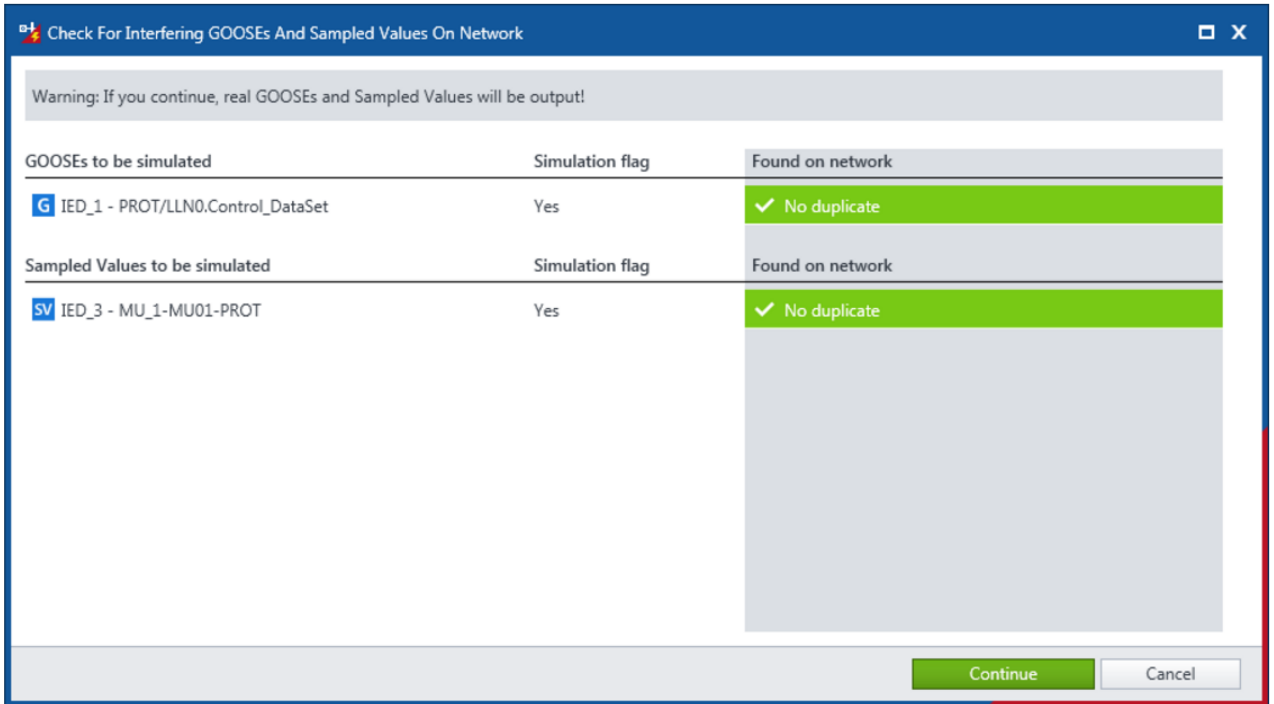 Check For Interfering GOOSEs And Sampled Values On Network
Warning: If you continue, real GOOSEs and Sampled Values will be output!
GOOSEs to be simulated Simulation flag Found on network
G IED_1 - PROT/LLN0.Control_DataSet Yes No duplicate
Sampled Values to be simulated Simulation flag Found on network
SV IED_3 - MU_1-MU01-PROT Yes No duplicate
Continue Cancel